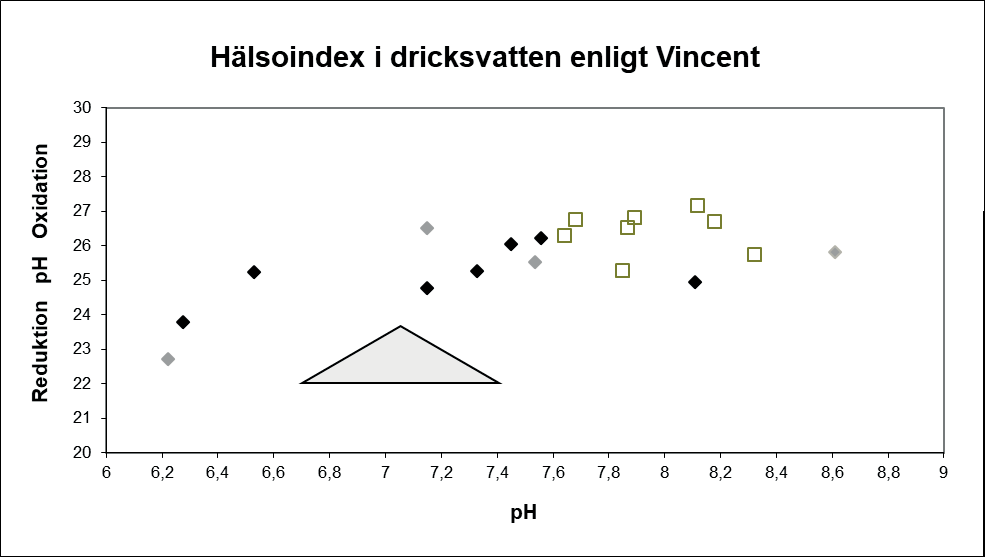 Hälsoindex i dricksvatten enligt Vincent
Reduktion pH Oxidation
30
29
28
27
26
25
24
23
22
21
20
6 6,2 6,4 6,6 6,8 7 7,2 7,4 7,6 7,8 8 8,2 8,4 8,6 8,8 9
pH